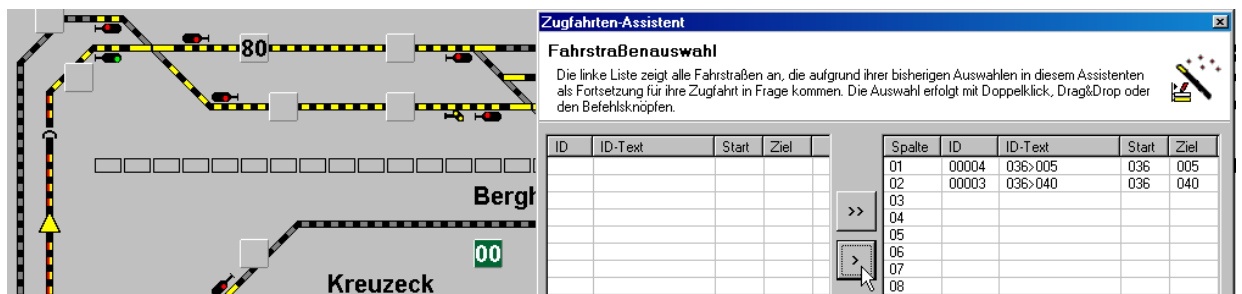 80
Bergh
00
Kreuzeck
Zugfahrten-Assistent
Fahrstraßenauswahl
Die linke Liste zeigt alle Fahrstraßen an, die aufgrund ihrer bisherigen Auswahlen in diesem Assistenten
als Fortsetzung für ihre Zugfahrt in Frage kommen. Die Auswahl erfolgt mit Doppelklick, Drag&Drop oder
den Befehlsknöpfen.
ID ID-Text Start Ziel
>>
>
Spalte ID ID-Text Start Ziel
01 00004 036>005 036 005
02 00003 036>040 036 040
03
04
05
06
07
08